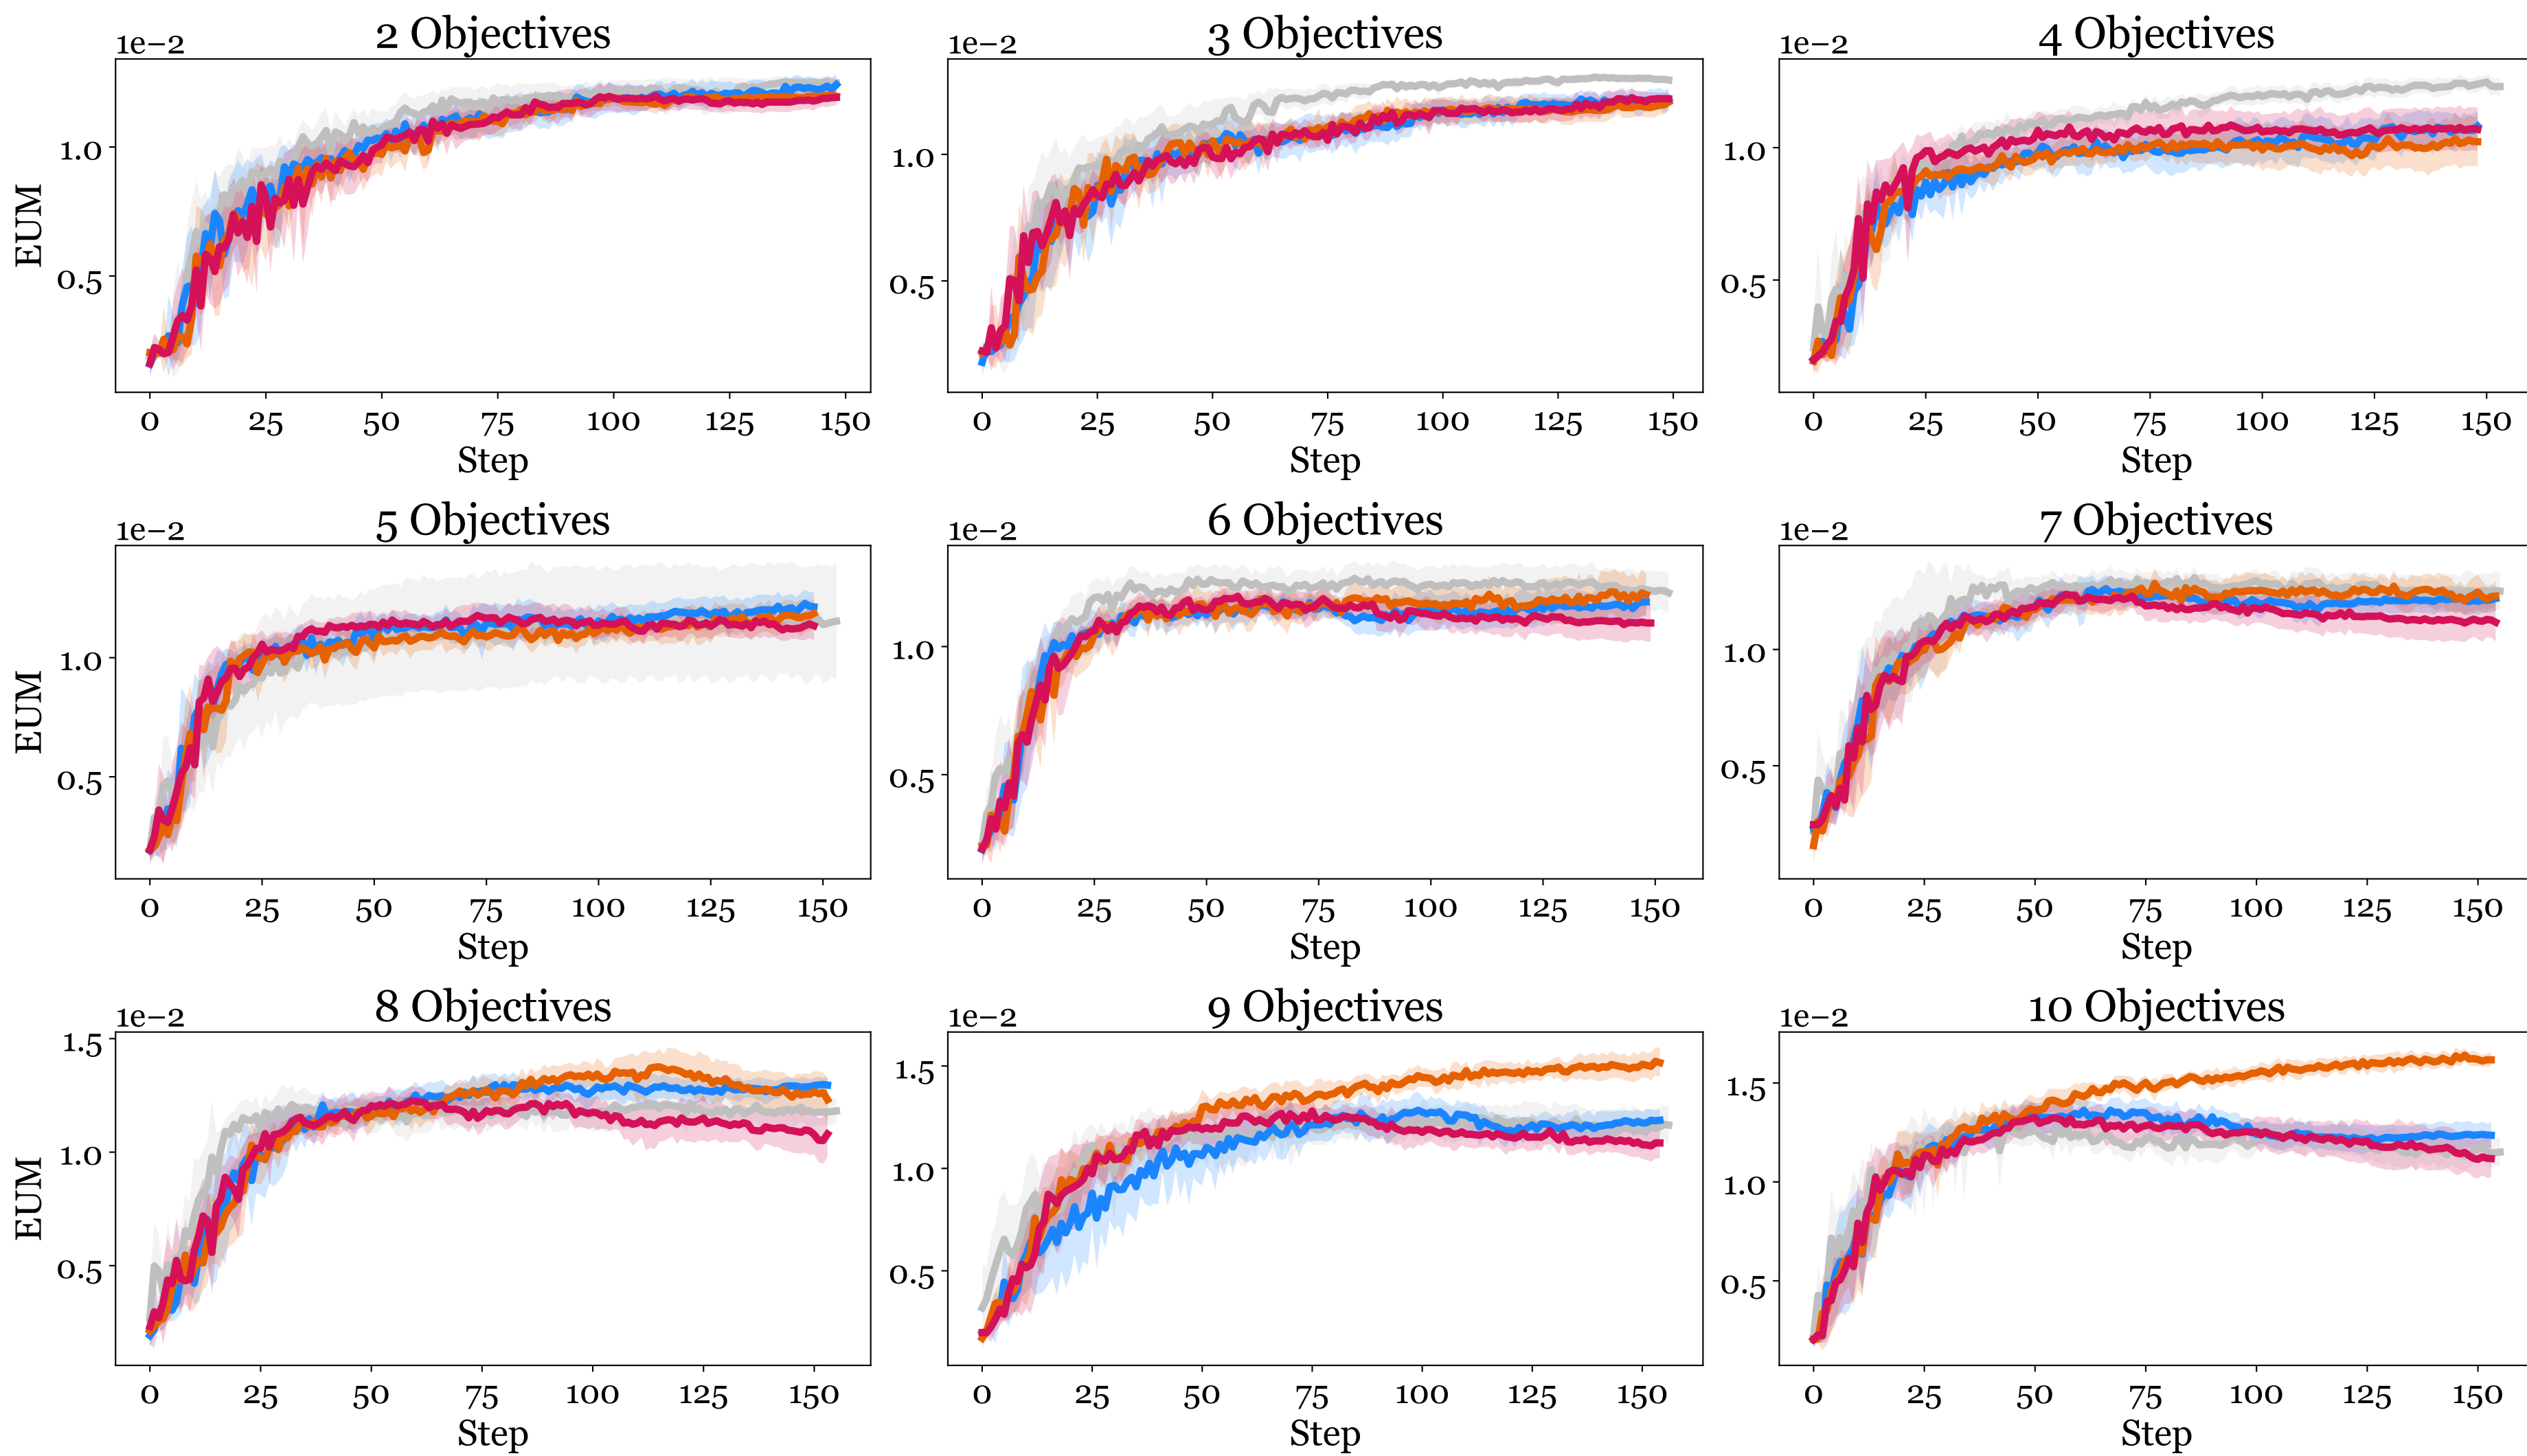 2 Objectives
3 Objectives
4 Objectives
1e−2
1e−2
1e−2
EUM
1.0
0.5
1.0
0.5
1.0
0.5
0 25 50 75 100 125 150
0 25 50 75 100 125 150
0 25 50 75 100 125 150
Step
Step
Step
5 Objectives
6 Objectives
7 Objectives
1e−2
1e−2
1e−2
EUM
1.0
0.5
1.0
0.5
1.0
0.5
0 25 50 75 100 125 150
0 25 50 75 100 125 150
0 25 50 75 100 125 150
Step
Step
Step
8 Objectives
9 Objectives
10 Objectives
1e−2
1e−2
1e−2
EUM
1.5
1.0
0.5
1.5
1.0
0.5
1.5
1.0
0.5
0 25 50 75 100 125 150
0 25 50 75 100 125 150
0 25 50 75 100 125 150
Step
Step
Step